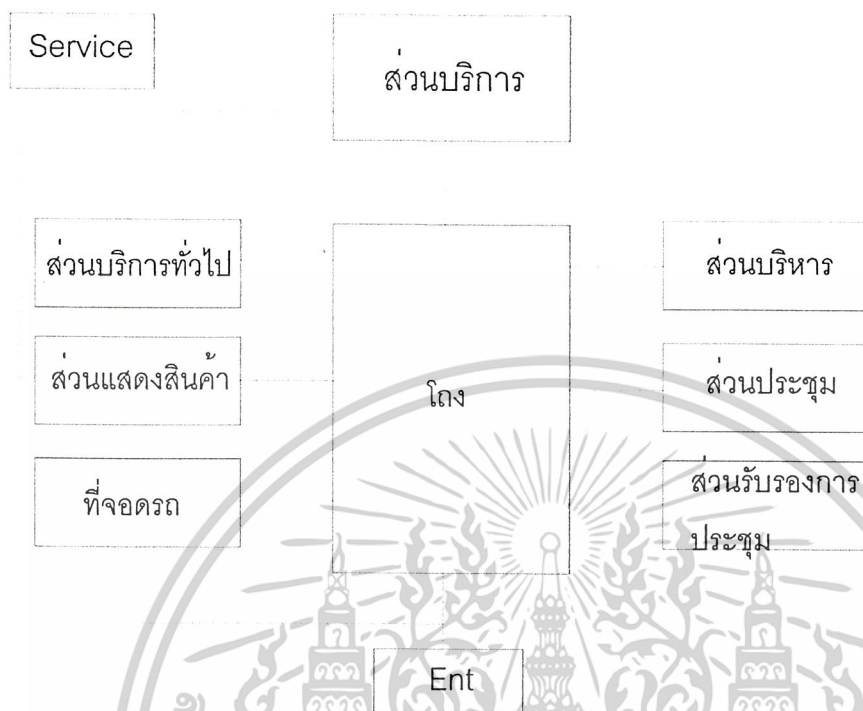 Service
ส่วนบริการ
ส่วนบริการทั่วไป
ส่วนบริหาร
ส่วนแสดงสินค้า
โถง
ส่วนประชุม
ที่จอดรถ
ส่วนรับรองการ
ประชุม
Ent